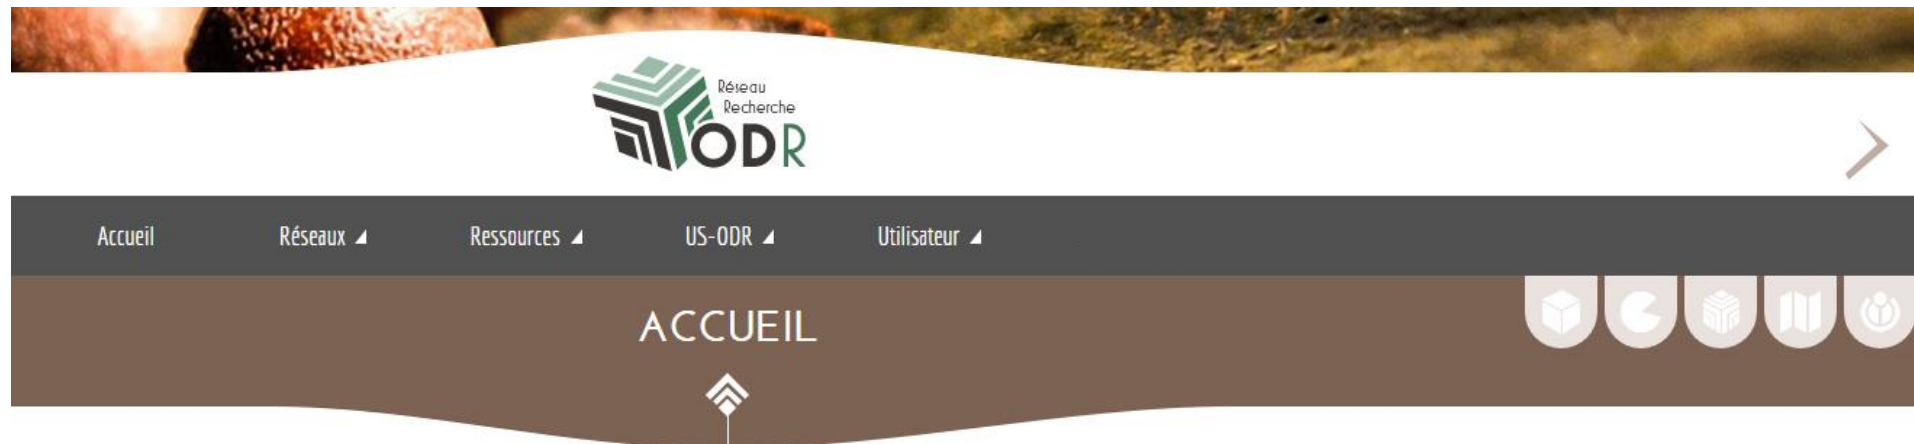 Réseau
Recherche
ODR
Accueil Réseaux Ressources US-ODR Utilisateur
ACCUEIL